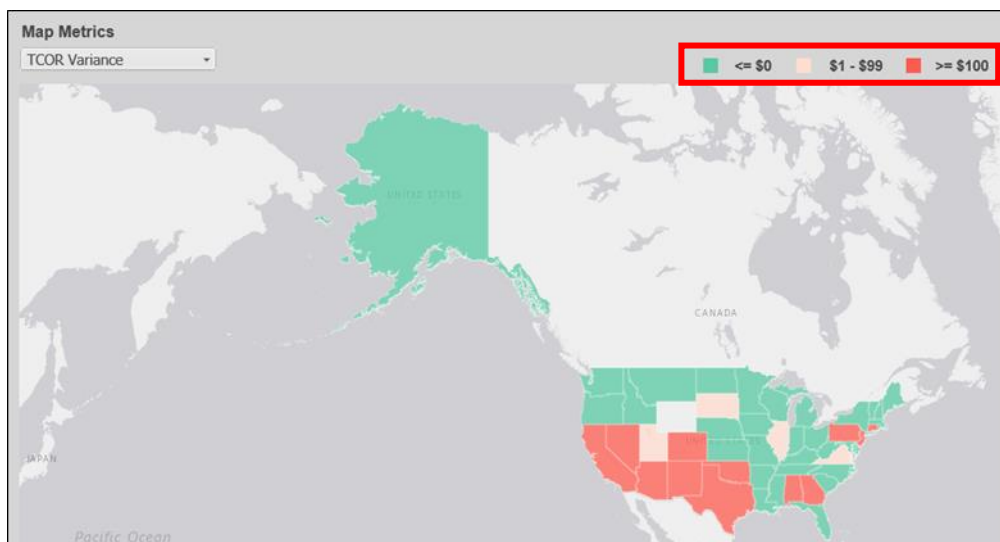 Map Metrics
TCOR Variance
<= $0 $1 - $99 >= $100
UNITED STATES
CANADA
JAPAN
Pacific Ocean